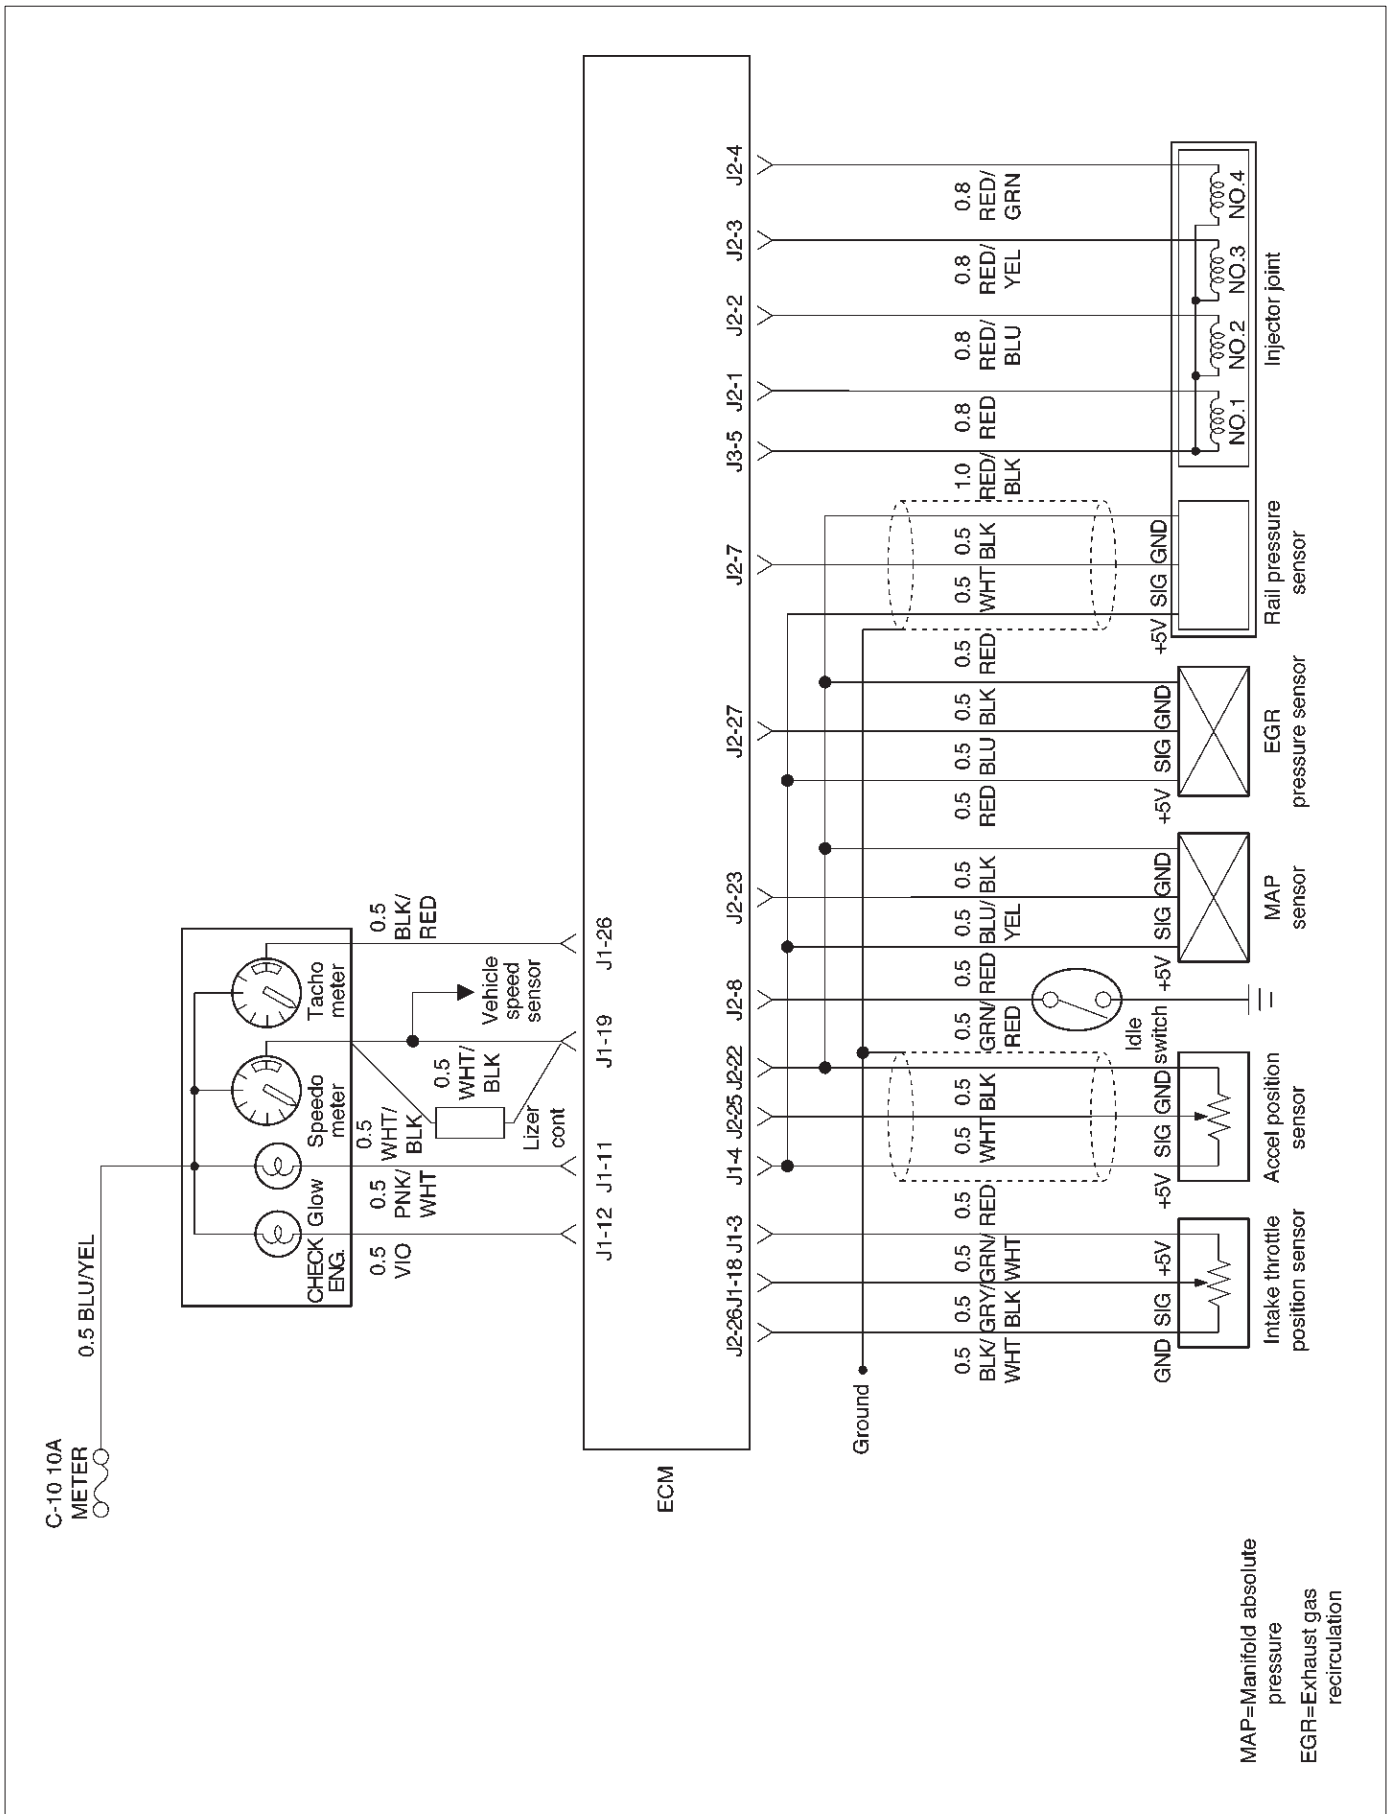 C-10 10A
METER
0.5 BLU/YEL
CHECK
ENG.
Glow
Speedo
meter
Tacho
meter
0.5
VIO
0.5
PNK/
WHT
0.5
WHT/
BLK
0.5
WHT/
BLK
Lizer
cont
Vehicle
speed
sensor
0.5
BLK/
RED
J1-12
J1-11
J1-19
J1-26
ECM
J2-26
J1-18
J1-3
J1-4
J2-25
J2-22
J2-8
J2-23
J2-27
J2-7
J3-5
J2-1
J2-2
J2-3
J2-4
Ground
0.5
BLK/
WHT
0.5
GRY/
BLK
0.5
GRN/
WHT
0.5
RED
0.5
WHT
0.5
BLK
0.5
GRN/
RED
0.5
RED
0.5
BLU/
YEL
0.5
BLK
0.5
RED
0.5
BLU
0.5
BLK
0.5
RED
0.5
WHT
0.5
BLK
1.0
RED/
BLK
0.8
RED
0.8
RED/
BLU
0.8
RED/
YEL
0.8
RED/
GRN
GND
SIG
+5V
+5V
SIG
GND
Idle
switch
+5V
SIG
GND
+5V
SIG
GND
+5V
SIG
GND
NO.1
NO.2
NO.3
NO.4
Intake throttle
position sensor
Accel position
sensor
MAP
sensor
EGR
pressure sensor
Rail pressure
sensor
Injector joint
MAP=Manifold absolute
pressure
EGR=Exhaust gas
recirculation